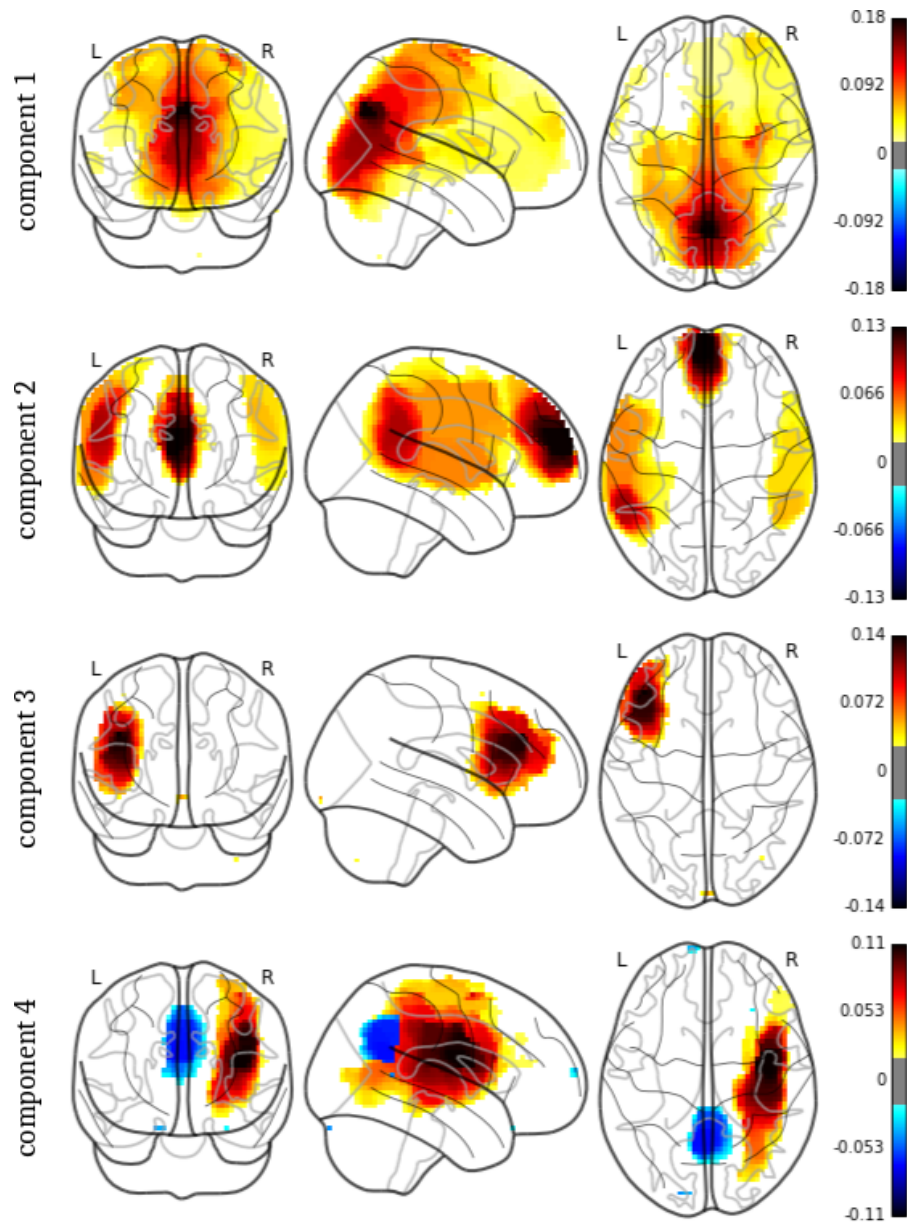 component 1
L R L R
0.18
0.092
0
-0.092
-0.18
component 2
L R L R
0.13
0.066
0
-0.066
-0.13
component 3
L R L R
0.14
0.072
0
-0.072
-0.14
component 4
L R L R
0.11
0.053
0
-0.053
-0.11